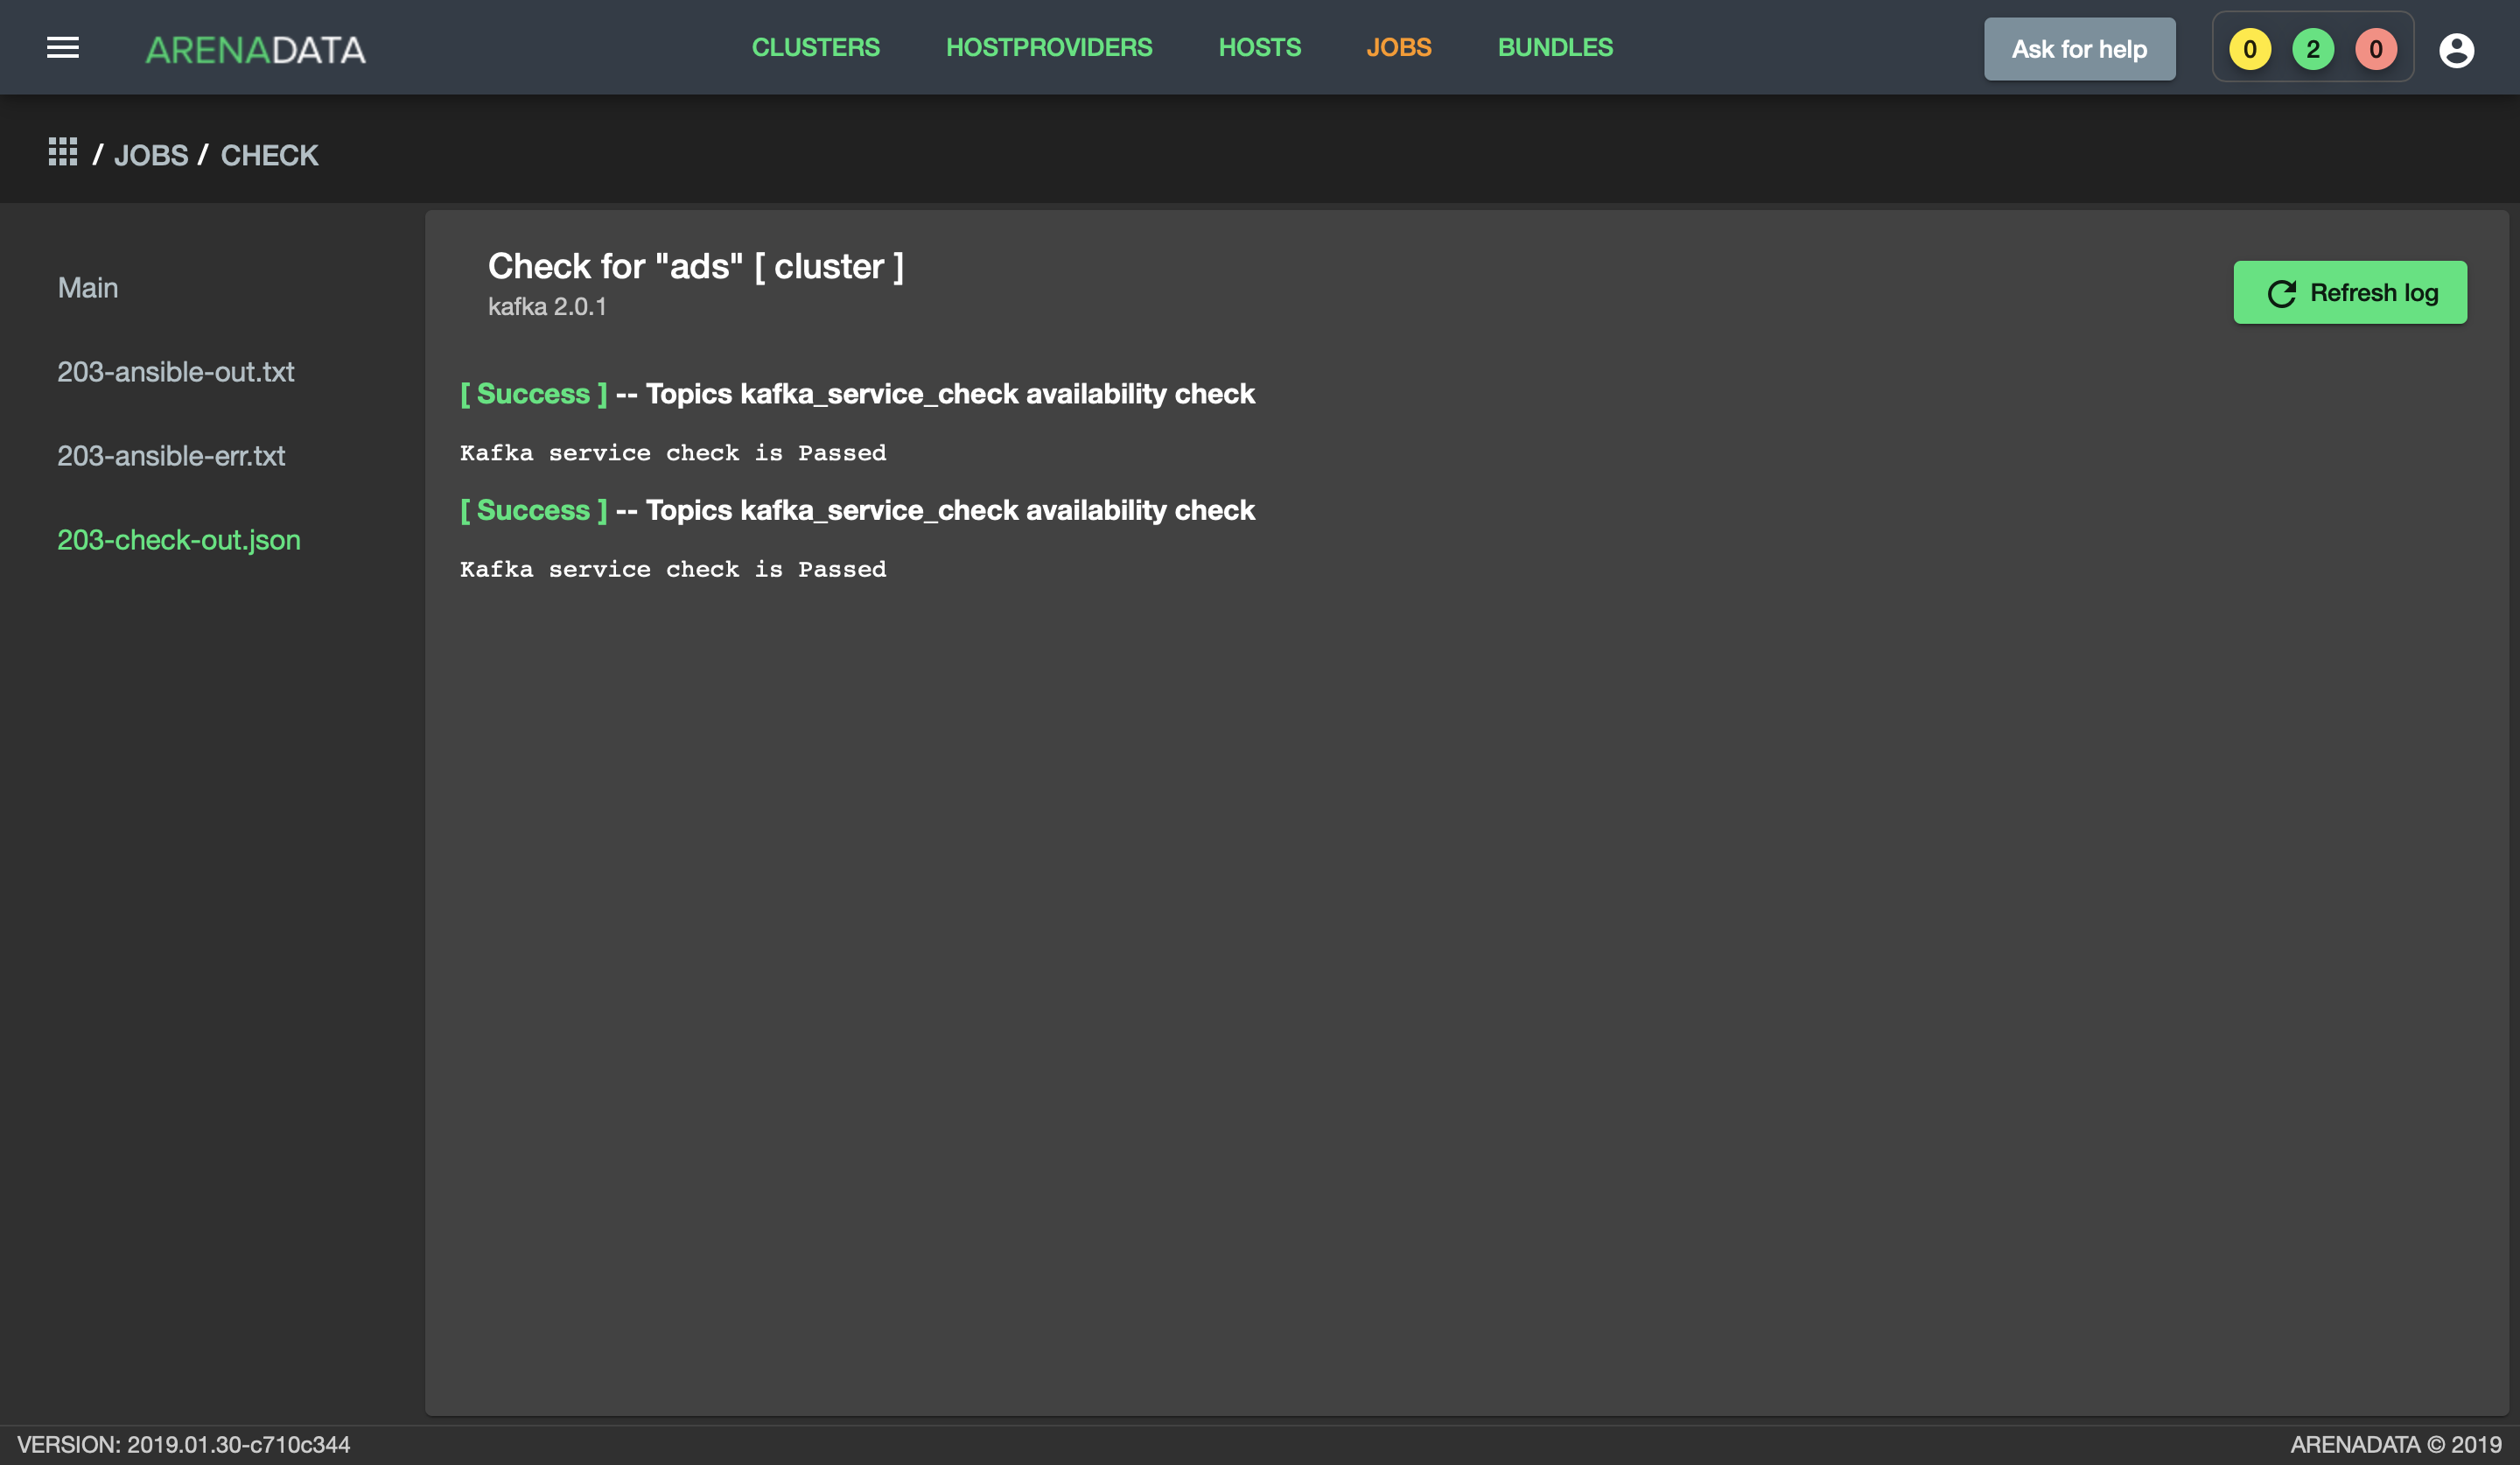 ARENADATA
CLUSTERS HOSTPROVIDERS HOSTS JOBS BUNDLES
Ask for help
0 2 0
/ JOBS / CHECK
Main
203-ansible-out.txt
203-ansible-err.txt
203-check-out.json
Check for "ads" [ cluster ]
kafka 2.0.1
Refresh log
[ Success ] -- Topics kafka_service_check availability check
Kafka service check is Passed
[ Success ] -- Topics kafka_service_check availability check
Kafka service check is Passed
VERSION: 2019.01.30-c710c344
ARENADATA © 2019